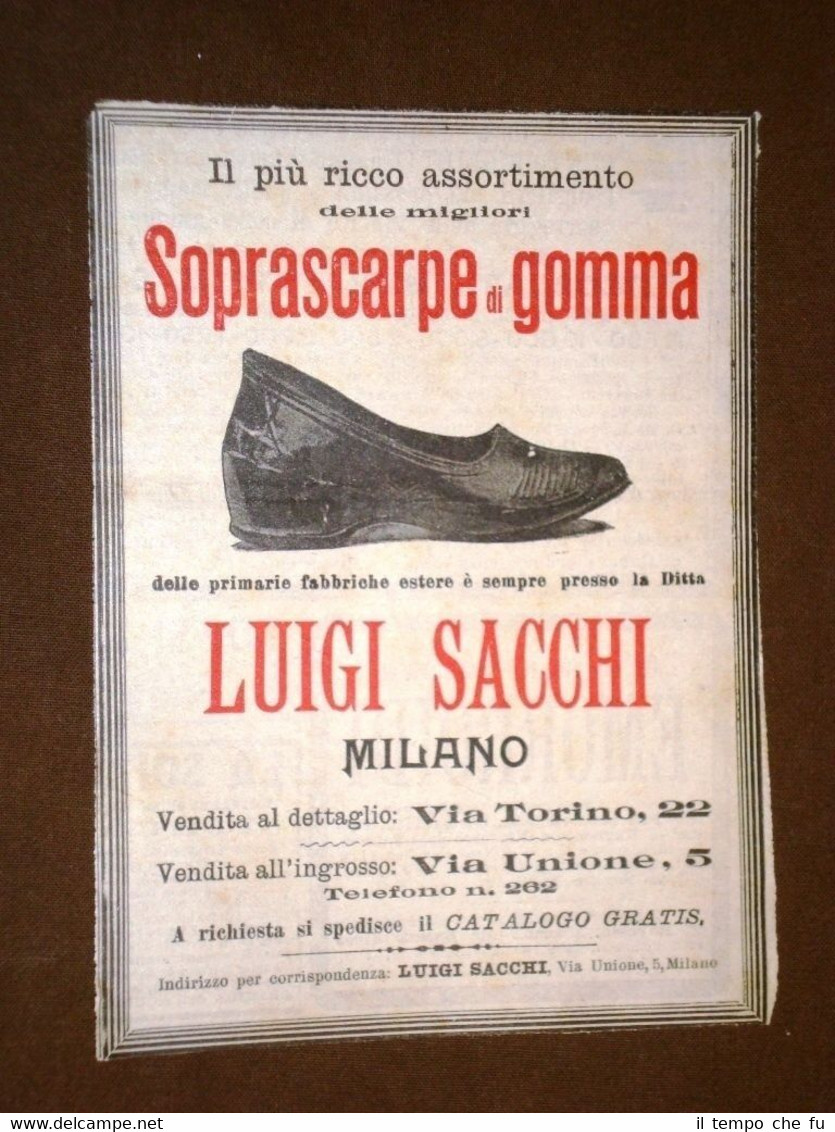 Il più ricco assortimento
delle migliori
Soprascarpe di gomma
delle primarie fabbriche estere è sempre presso la Ditta
LUIGI SACCHI
MILANO
Vendita al dettaglio: Via Torino, 22
Vendita all'ingrosso: Via Unione, 5
Telefono n. 262
A richiesta si spedisce il CATALOGO GRATIS.
Indirizzo per corrispondenza: LUIGI SACCHI, Via Unione, 5, Milano
www.delcampe.net
il tempo che fu